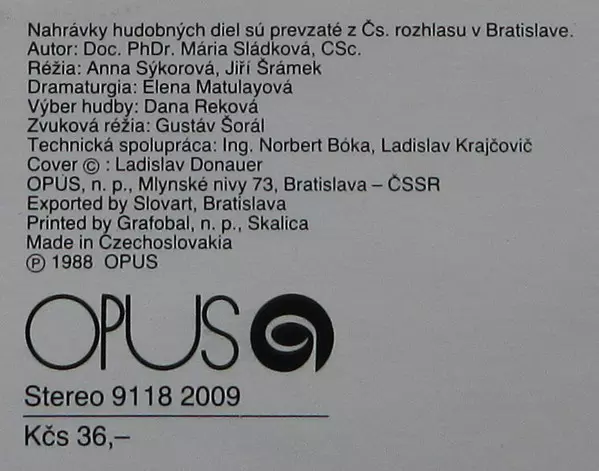 Nahrávky hudobných diel sú prevzaté z Čs. rozhlasu v Bratislave.
Autor: Doc. PhDr. Mária Sládková, CSc.
Réžia: Anna Sýkorová, Jiří Šrámek
Dramaturgia: Elena Matulayová
Výber hudby: Dana Reková
Zvuková réžia: Gustáv Šorál
Technická spolupráca: Ing. Norbert Bóka, Ladislav Krajčovič
Cover © : Ladislav Donauer
OPUS, n. p., Mlynské nivy 73, Bratislava – ČSSR
Exported by Slovart, Bratislava
Printed by Grafobal, n. p., Skalica
Made in Czechoslovakia
℗ 1988 OPUS
OPUS
Stereo 9118 2009
Kčs 36,–